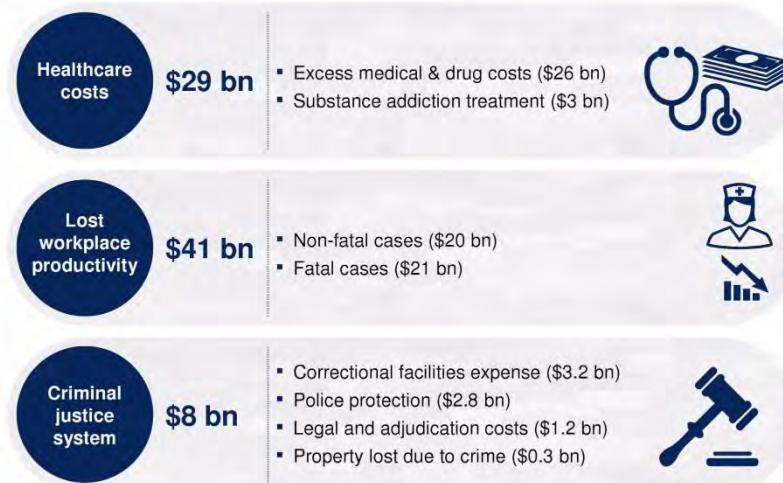 Healthcare
costs
$29 bn
▪ Excess medical & drug costs ($26 bn)
▪ Substance addiction treatment ($3 bn)
Lost
workplace
productivity
$41 bn
▪ Non-fatal cases ($20 bn)
▪ Fatal cases ($21 bn)
Criminal
justice
system
$8 bn
▪ Correctional facilities expense ($3.2 bn)
▪ Police protection ($2.8 bn)
▪ Legal and adjudication costs ($1.2 bn)
▪ Property lost due to crime ($0.3 bn)